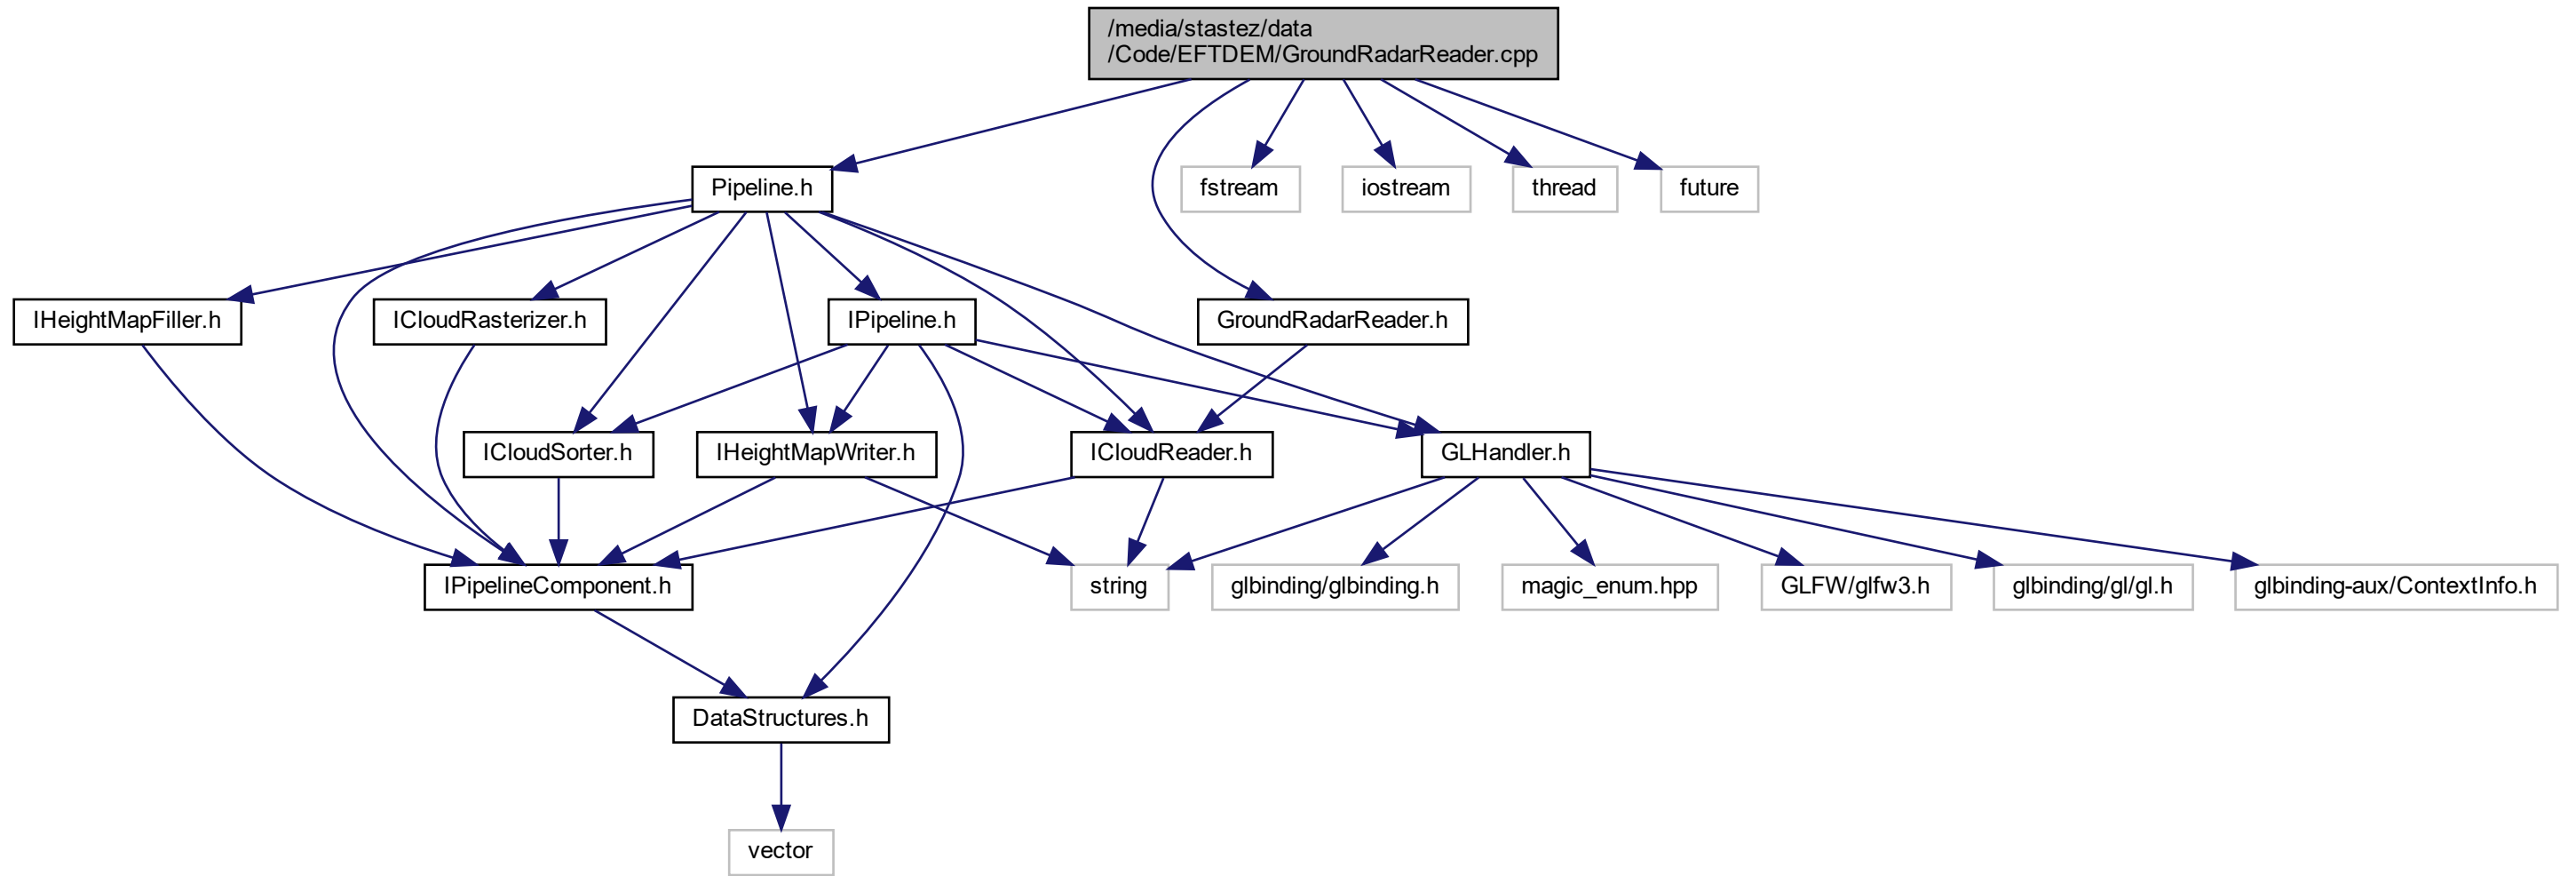 /media/stastez/data
/Code/EFTDEM/GroundRadarReader.cpp
Pipeline.h
fstream
iostream
thread
future
IHeightMapFiller.h
ICloudRasterizer.h
IPipeline.h
GroundRadarReader.h
ICloudSorter.h
IHeightMapWriter.h
ICloudReader.h
GLHandler.h
IPipelineComponent.h
string
glbinding/glbinding.h
magic_enum.hpp
GLFW/glfw3.h
glbinding/gl/gl.h
glbinding-aux/ContextInfo.h
DataStructures.h
vector